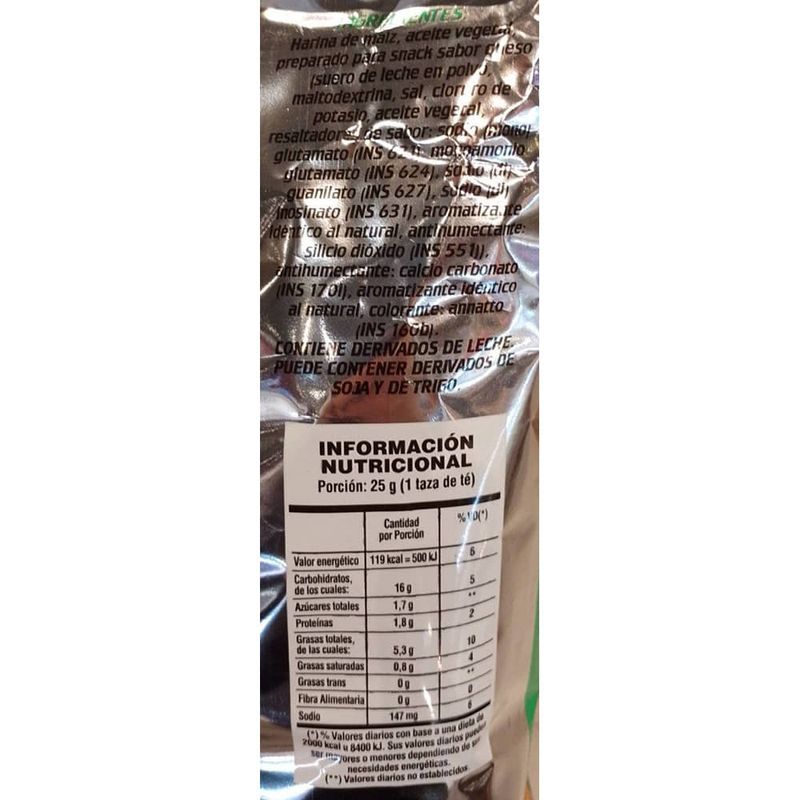 INGREDIENTES
Harina de maíz, aceite vegetal,
preparado para snack sabor queso
(suero de leche en polvo,
maltodextrina, sal, cloruro de
potasio, aceite vegetal,
resaltadores de sabor: sodio (mono)
glutamato (INS 621), monoamonio
glutamato (INS 624), sodio (di)
guanilato (INS 627), sodio (di)
inosinato (INS 631), aromatizante
idéntico al natural, antihumectante:
silicio dióxido (INS 551)),
antihumectante: calcio carbonato
(INS 170i), aromatizante idéntico
al natural, colorante: annatto
(INS 160b).
CONTIENE DERIVADOS DE LECHE.
PUEDE CONTENER DERIVADOS DE
SOJA Y DE TRIGO.
INFORMACIÓN
NUTRICIONAL
Porción: 25 g (1 taza de té)
Cantidad
por Porción
% VD(*)
Valor energético 119 kcal = 500 kJ 6
Carbohidratos,
de los cuales: 16 g 5
Azúcares totales 1,7 g **
Proteínas 1,8 g 2
Grasas totales,
de las cuales: 5,3 g 10
Grasas saturadas 0,8 g 4
Grasas trans 0 g **
Fibra Alimentaria 0 g 0
Sodio 147 mg 6
(*) % Valores diarios con base a una dieta de
2000 kcal u 8400 kJ. Sus valores diarios pueden
ser mayores o menores dependiendo de sus
necesidades energéticas.
(**) Valores diarios no establecidos.